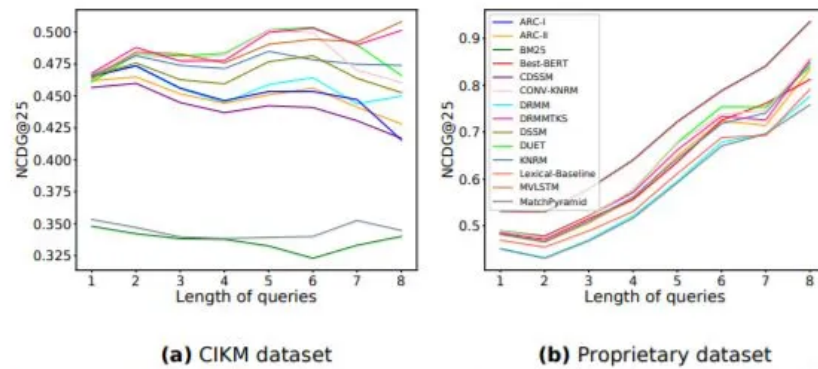 0.500
0.475
0.450
0.425
0.400
0.375
0.350
0.325
NCDG@25
1 2 3 4 5 6 7 8
Length of queries
(a) CIKM dataset
0.9
0.8
0.7
0.6
0.5
NCDG@25
ARC-I
ARC-II
BM25
Best-BERT
CDSSM
CONV-KNRM
DRMM
DRMMTKS
DSSM
DUET
KNRM
Lexical-Baseline
MVLSTM
MatchPyramid
1 2 3 4 5 6 7 8
Length of queries
(b) Proprietary dataset